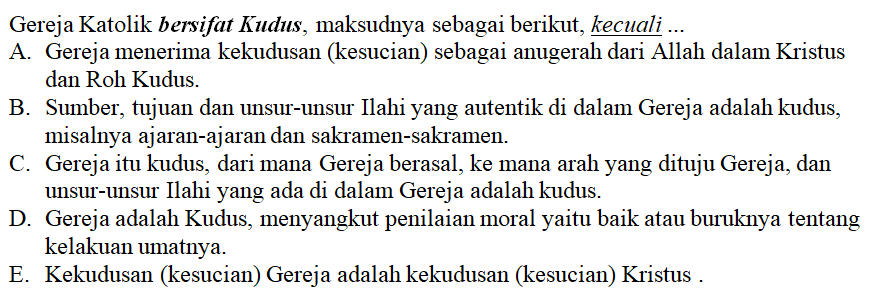 Gereja Katolik bersifat Kudus, maksudnya sebagai berikut, kecuali ...
A. Gereja menerima kekudusan (kesucian) sebagai anugerah dari Allah dalam Kristus
dan Roh Kudus.
B. Sumber, tujuan dan unsur-unsur Ilahi yang autentik di dalam Gereja adalah kudus,
misalnya ajaran-ajaran dan sakramen-sakramen.
C. Gereja itu kudus, dari mana Gereja berasal, ke mana arah yang dituju Gereja, dan
unsur-unsur Ilahi yang ada di dalam Gereja adalah kudus.
D. Gereja adalah Kudus, menyangkut penilaian moral yaitu baik atau buruknya tentang
kelakuan umatnya.
E. Kekudusan (kesucian) Gereja adalah kekudusan (kesucian) Kristus .